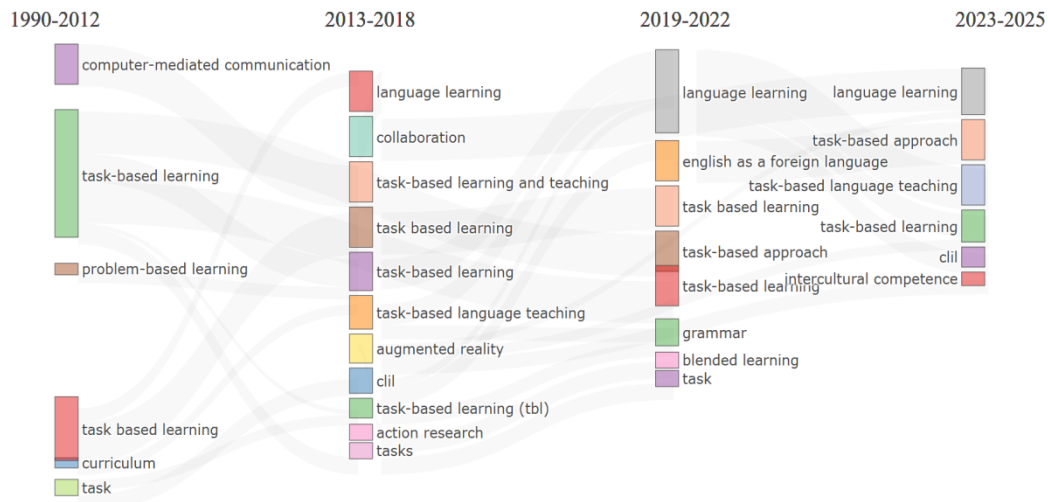 1990-2012
2013-2018
2019-2022
2023-2025
computer-mediated communication
task-based learning
problem-based learning
task based learning
curriculum
task
language learning
collaboration
task-based learning and teaching
task based learning
task-based learning
task-based language teaching
augmented reality
clil
task-based learning (tbl)
action research
tasks
language learning
english as a foreign language
task based learning
task-based approach
task-based learning
grammar
blended learning
task
language learning
task-based approach
task-based language teaching
task-based learning
clil
intercultural competence